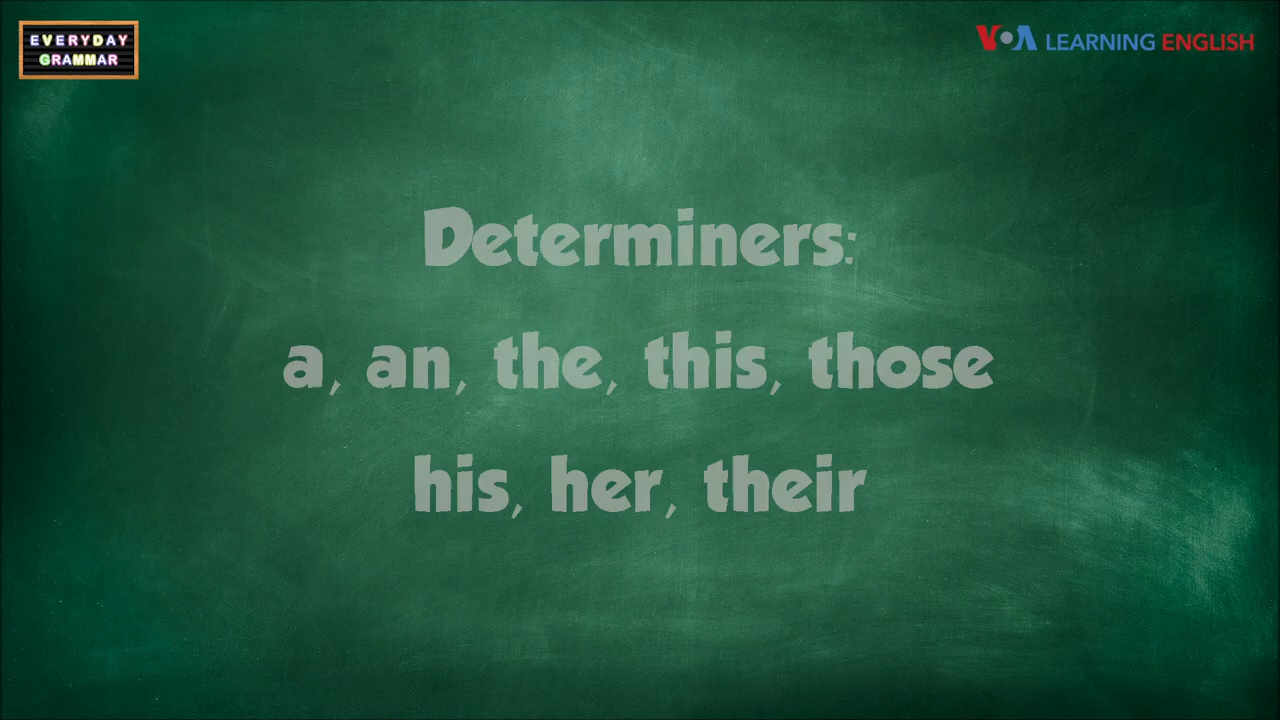 EVERYDAY
GRAMMAR
VOA LEARNING ENGLISH
Determiners:
a, an, the, this, those
his, her, their